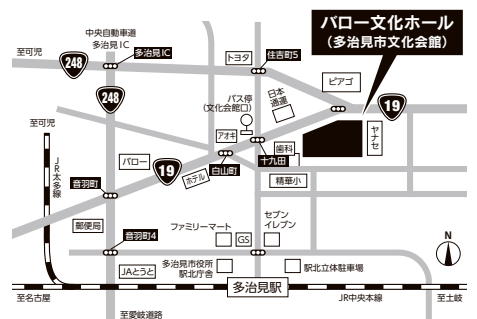 バロー文化ホール
（多治見市文化会館）
中央自動車道
多治見IC
至可児
248
多治見IC
トヨタ
住吉町5
ピアゴ
248
バス停
（文化会館口）
日本
通運
19
ヤナセ
至可児
アオキ
歯科
十九田
JR太多線
バロー
19
白山町
ホテル
精華小
音羽町
郵便局
音羽町4
ファミリーマート
GS
セブン
イレブン
N
JAとうと
多治見市役所
駅北庁舎
駅北立体駐車場
至名古屋
多治見駅
JR中央本線
至土岐
至愛岐道路